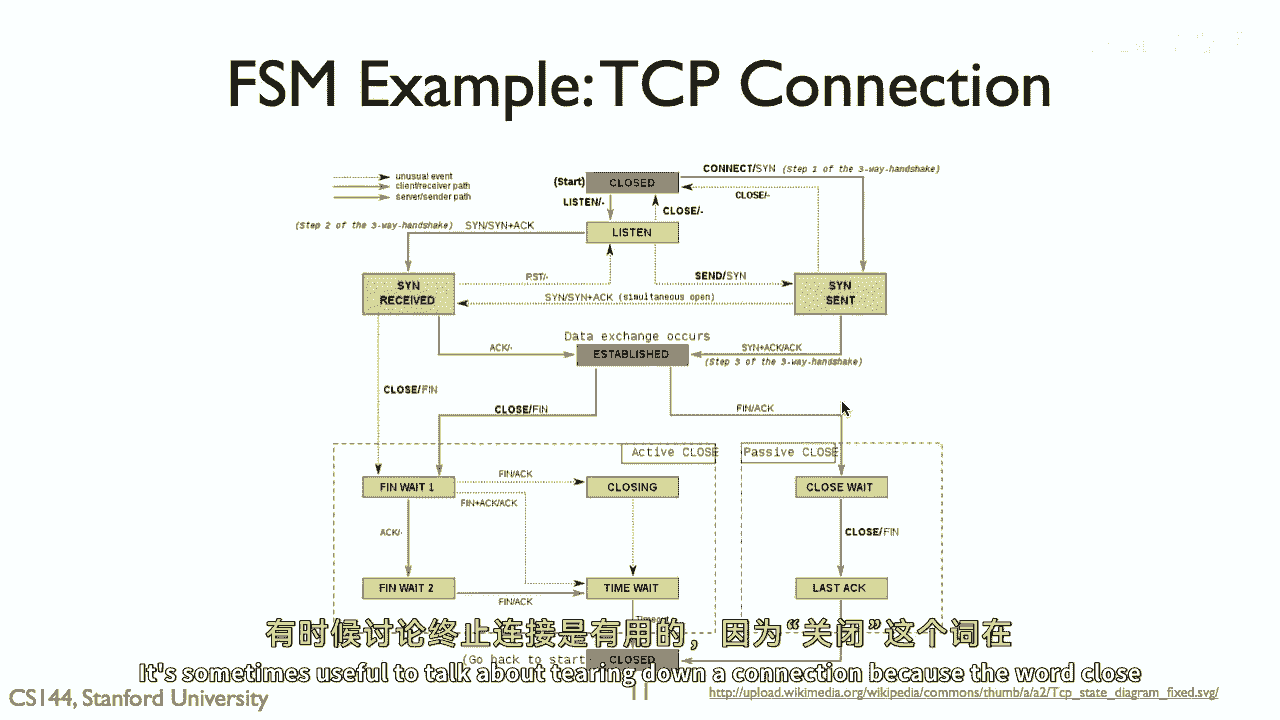 FSM Example: TCP Connection
unusual event
client/receiver path
server/sender path
(Start)
CLOSED
CONNECT/SYN (Step 1 of the 3-way-handshake)
CLOSE/-
LISTEN/-
CLOSE/-
(Step 2 of the 3-way-handshake) SYN/SYN+ACK
LISTEN
RST/-
SEND/SYN
SYN
RECEIVED
SYN
SENT
SYN/SYN+ACK (simultaneous open)
Data exchange occurs
ACK/-
ESTABLISHED
SYN+ACK/ACK
(Step 3 of the 3-way-handshake)
CLOSE/FIN
CLOSE/FIN
FIN/ACK
Active CLOSE
Passive CLOSE
FIN WAIT 1
FIN/ACK
CLOSING
CLOSE WAIT
FIN+ACK/ACK
ACK/-
CLOSE/FIN
FIN WAIT 2
TIME WAIT
LAST ACK
FIN/ACK
有时候讨论终止连接是有用的，因为“关闭”这个词在
(Go back to start
CLOSED
It's sometimes useful to talk about tearing down a connection because the word close
CS144, Stanford University
11
http://upload.wikimedia.org/wikipedia/commons/thumb/a/a2/Tcp_state_diagram_fixed.svg/